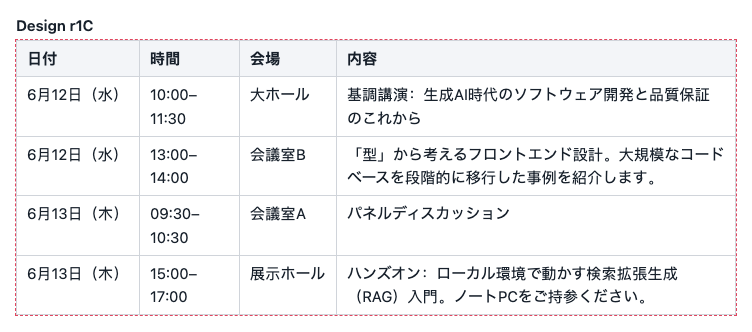 Design r1C
日付 時間 会場 内容
6月12日（水） 10:00–11:30 大ホール 基調講演：生成AI時代のソフトウェア開発と品質保証のこれから
6月12日（水） 13:00–14:00 会議室B 「型」から考えるフロントエンド設計。大規模なコードベースを段階的に移行した事例を紹介します。
6月13日（木） 09:30–10:30 会議室A パネルディスカッション
6月13日（木） 15:00–17:00 展示ホール ハンズオン：ローカル環境で動かす検索拡張生成（RAG）入門。ノートPCをご持参ください。